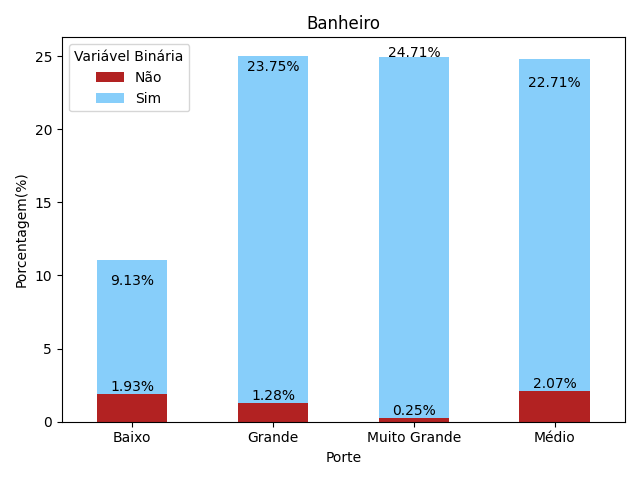 Banheiro
Variável Binária
Não
Sim
Porcentagem(%)
25
20
15
10
5
0
9.13%
1.93%
23.75%
1.28%
24.71%
0.25%
22.71%
2.07%
Baixo
Grande
Muito Grande
Médio
Porte